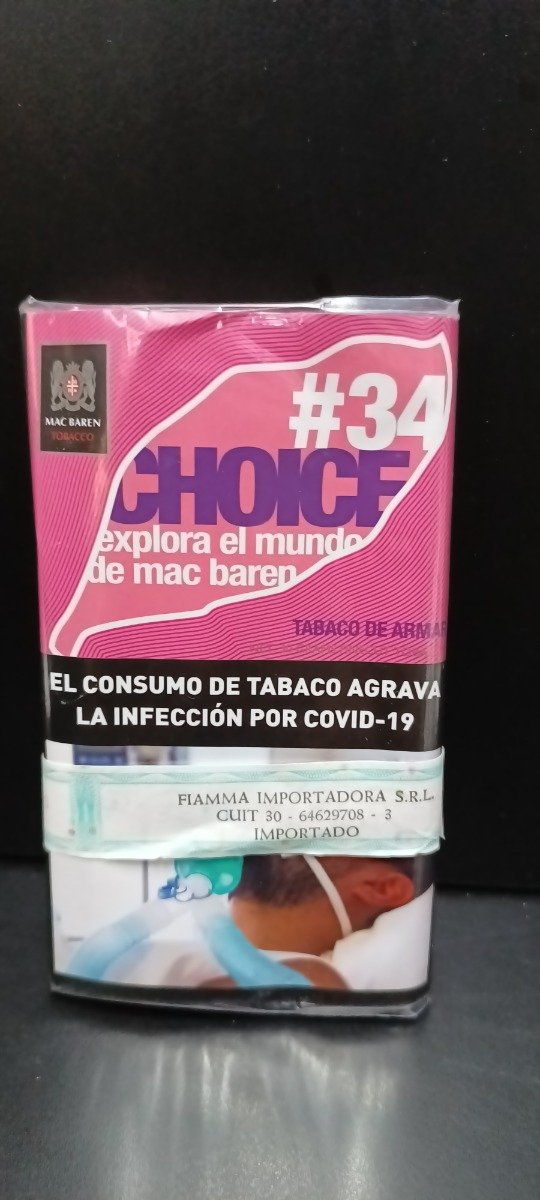 MAC BAREN
TOBACCO
#34
CHOICE
explora el mundo
de mac baren
TABACO DE ARMAR
EL CONSUMO DE TABACO AGRAVA
LA INFECCIÓN POR COVID-19
FIAMMA IMPORTADORA S.R.L.
CUIT 30 - 64629708 - 3
IMPORTADO